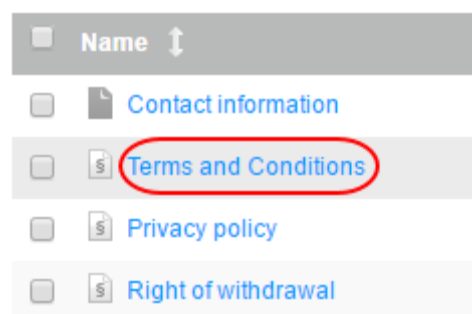 Name
Contact information
§ Terms and Conditions
§ Privacy policy
§ Right of withdrawal